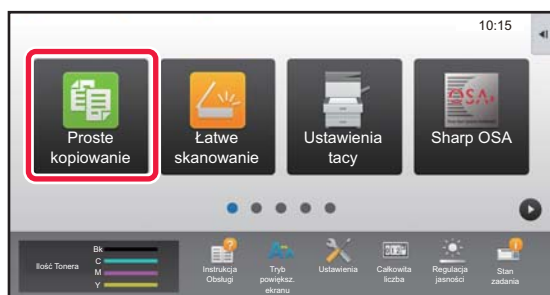 10:15
Proste
kopiowanie
Łatwe
skanowanie
Ustawienia
tacy
Sharp OSA
Ilość Tonera
Bk
C
M
Y
Instrukcja
Obsługi
Tryb
powiększ.
ekranu
Ustawienia
Całkowita
liczba
Regulacja
jasności
Stan
zadania